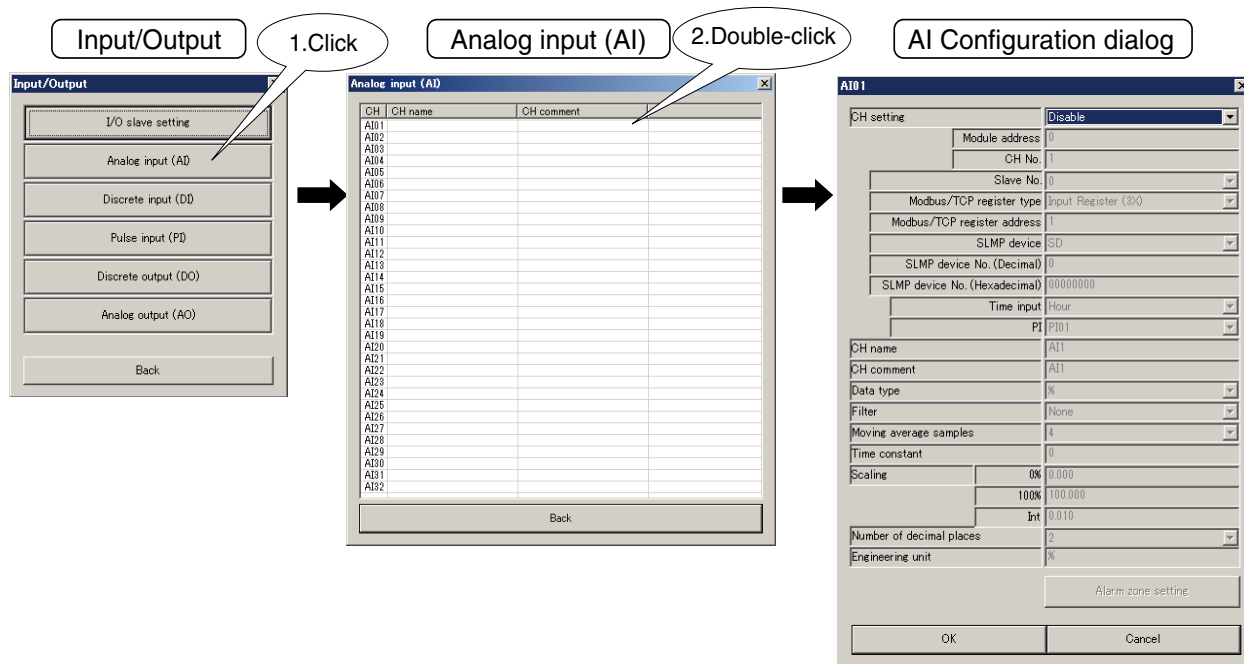 Input/Output
1.Click
Analog input (AI)
2.Double-click
AI Configuration dialog
Input/Output
I/O slave setting
Analog input (AI)
Discrete input (DI)
Pulse input (PI)
Discrete output (DO)
Analog output (AO)
Back
Analog input (AI)
CH CH name CH comment
AI01
AI02
AI03
AI04
AI05
AI06
AI07
AI08
AI09
AI10
AI11
AI12
AI13
AI14
AI15
AI16
AI17
AI18
AI19
AI20
AI21
AI22
AI23
AI24
AI25
AI26
AI27
AI28
AI29
AI30
AI31
AI32
Back
AI01
CH setting Disable
Module address 0
CH No. 1
Slave No. 0
Modbus/TCP register type Input Register (3X)
Modbus/TCP register address 1
SLMP device SD
SLMP device No. (Decimal) 0
SLMP device No. (Hexadecimal) 00000000
Time input Hour
PI PI01
CH name AI1
CH comment AI1
Data type %
Filter None
Moving average samples 4
Time constant 0
Scaling 0% 0.000
100% 100.000
Int 0.010
Number of decimal places 2
Engineering unit %
Alarm zone setting
OK Cancel